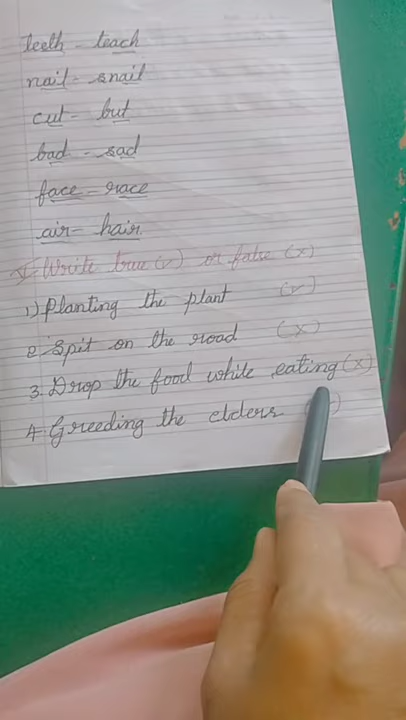 teeth - teach
nail - snail
cut - but
bad - sad
face - race
air - hair
Write true (✓) or false (x)
1) Planting the plant (✓)
2. Spit on the road (x)
3. Drop the food while eating (x)
4. Greeding the elders